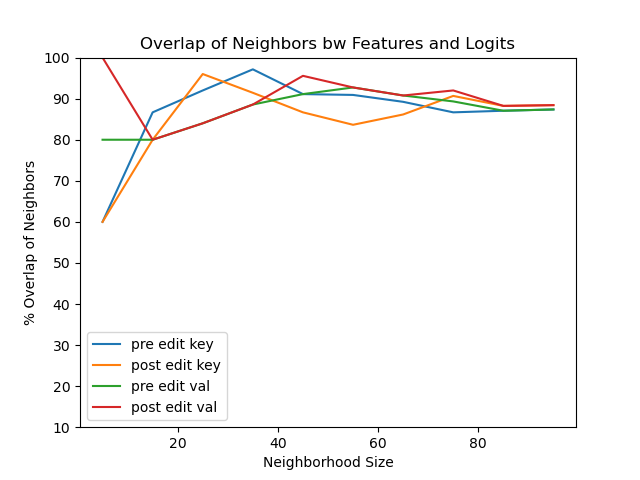 Overlap of Neighbors bw Features and Logits
100
90
80
70
60
50
40
30
20
10
% Overlap of Neighbors
pre edit key
post edit key
pre edit val
post edit val
20 40 60 80
Neighborhood Size